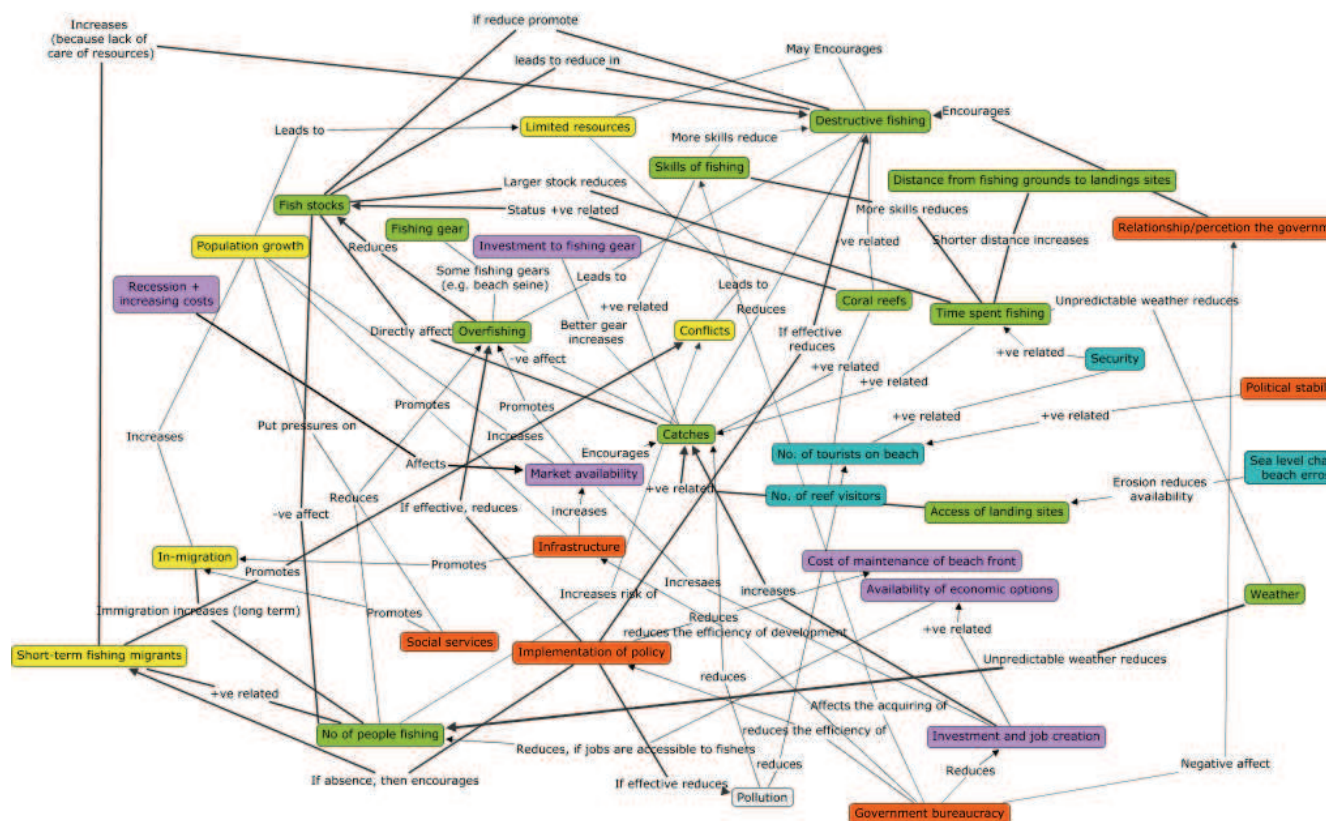 Increases
(because lack of
care of resources)
if reduce promote
May Encourages
leads to reduce in
Encourages
Destructive fishing
Leads to
Limited resources
More skills reduce
Skills of fishing
Distance from fishing grounds to landings sites
Larger stock reduces
Fish stocks
Status +ve related
More skills reduces
Fishing gear
Relationship/percetion the governm
Population growth
Reduces
Investment to fishing gear
+ve related
Shorter distance increases
Some fishing gears
(e.g. beach seine)
Leads to
Leads to
Recession +
increasing costs
Reduces
+ve related
Coral reefs
Unpredictable weather reduces
Time spent fishing
Directly affect
Overfishing
Better gear
increases
Conflicts
If effective
reduces
+ve related
Security
-ve affect
+ve related
+ve related
Political stabil
Promotes
Promotes
+ve related
+ve related
Increases
Put pressures on
Increases
Catches
Encourages
No. of tourists on beach
Affects
Market availability
Sea level cha
beach erros
+ve related
No. of reef visitors
Erosion reduces
availability
Reduces
-ve affect
If effective, reduces
increases
Access of landing sites
In-migration
Infrastructure
Cost of maintenance of beach front
Promotes
Promotes
Incresaes
increases
Availability of economic options
Weather
Immigration increases (long term)
Promotes
Increases risk of
Reduces
reduces the efficiency of development
+ve related
Social services
Short-term fishing migrants
Implementation of policy
Unpredictable weather reduces
reduces
+ve related
Affects the acquiring of
No of people fishing
reduces the efficiency of
Investment and job creation
Reduces, if jobs are accessible to fishers
reduces
Reduces
Negative affect
If absence, then encourages
If effective reduces
Pollution
Government bureaucracy